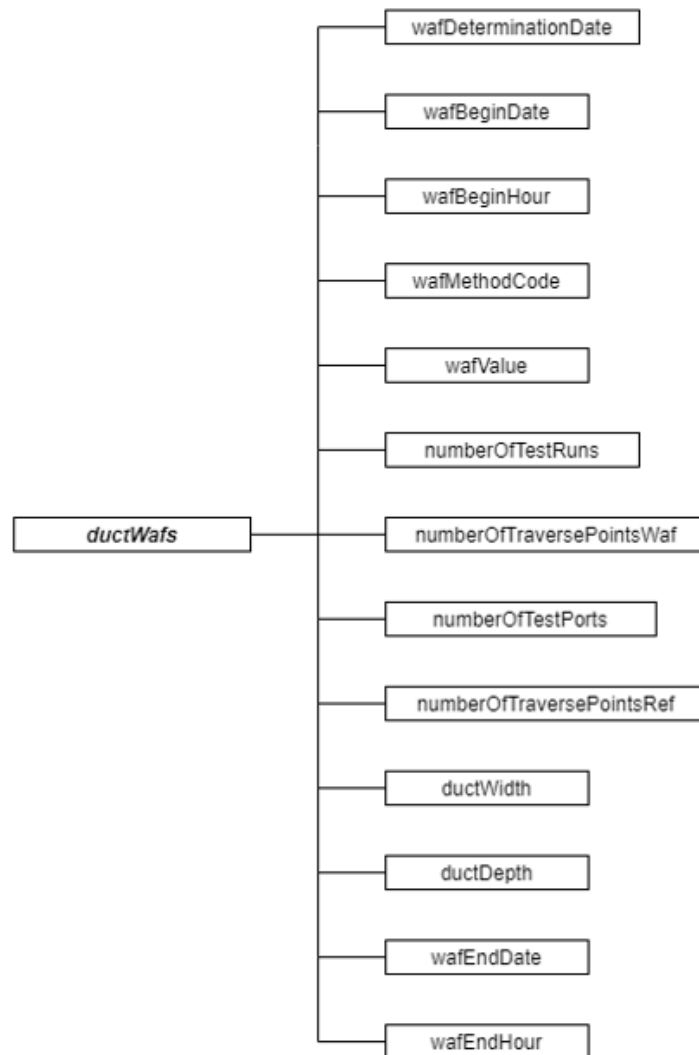 wafDeterminationDate
wafBeginDate
wafBeginHour
wafMethodCode
wafValue
numberOfTestRuns
ductWafs
numberOfTraversePointsWaf
numberOfTestPorts
numberOfTraversePointsRef
ductWidth
ductDepth
wafEndDate
wafEndHour